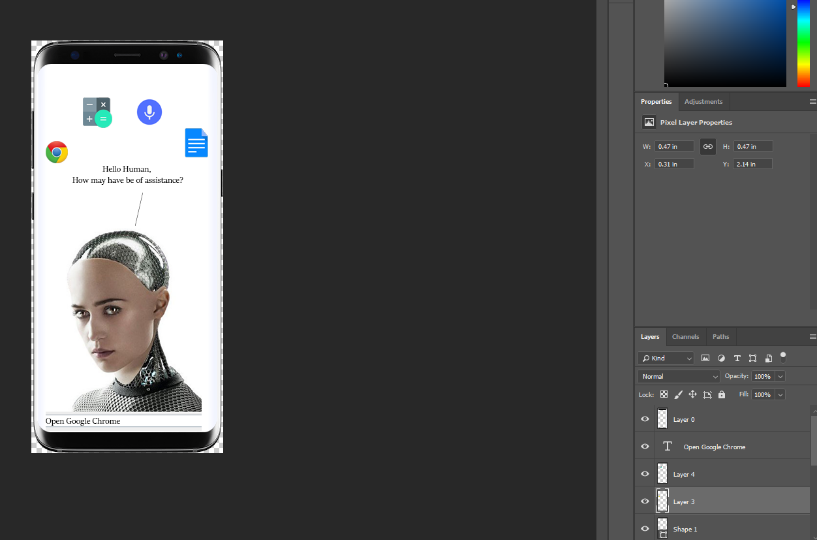 Hello Human,
How may have be of assistance?
Open Google Chrome
Properties Adjustments
Pixel Layer Properties
W: 0.47 in H: 0.47 in
X: 0.31 in Y: 2.14 in
Layers Channels Paths
Kind
Normal Opacity: 100%
Lock: Fill: 100%
Layer 0
T Open Google Chrome
Layer 4
Layer 3
Shape 1